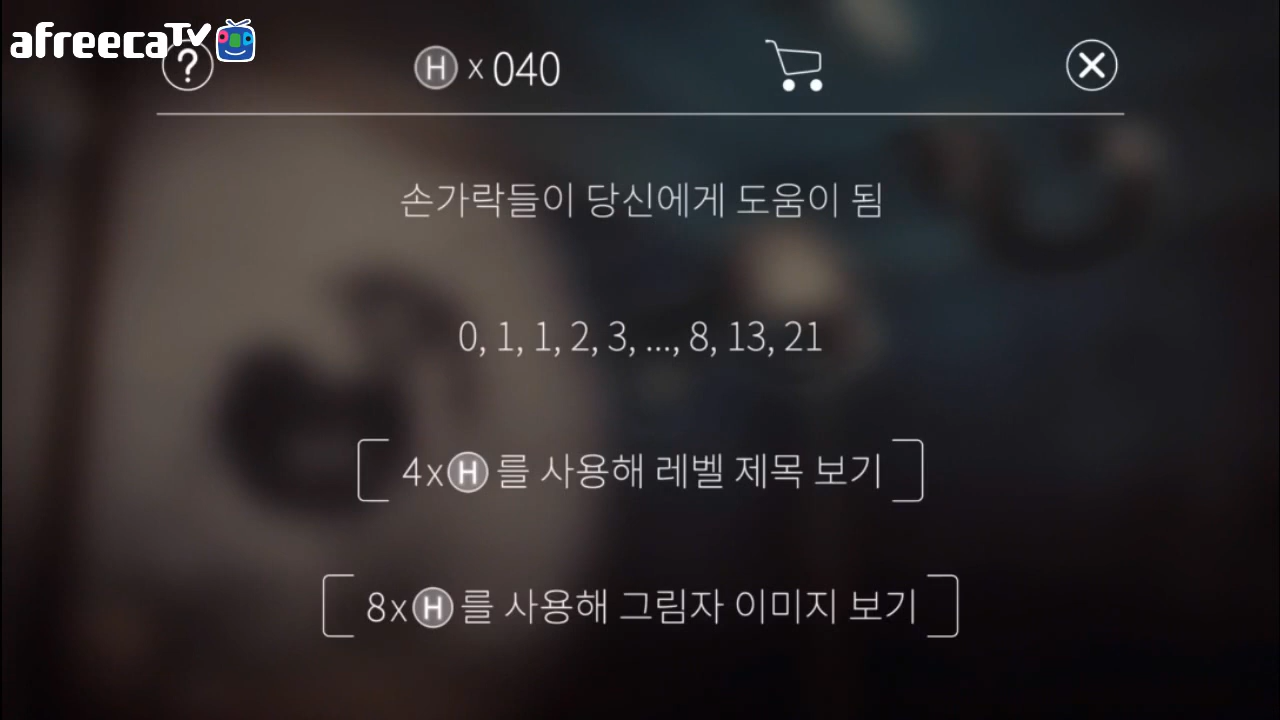 afreecaTV
?
H x 040
손가락들이 당신에게 도움이 됨
0, 1, 1, 2, 3, ..., 8, 13, 21
4xH를 사용해 레벨 제목 보기
8xH를 사용해 그림자 이미지 보기